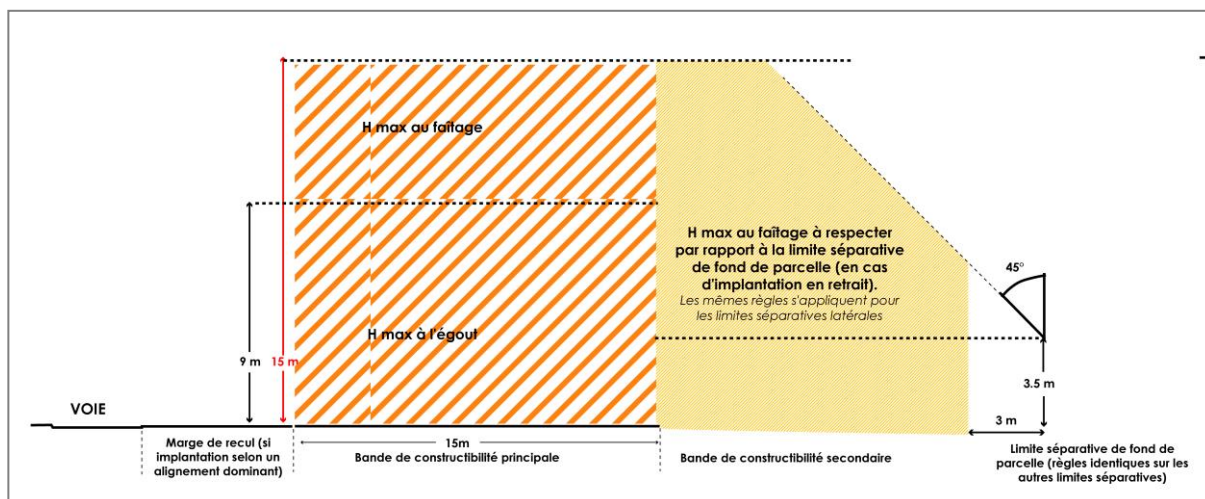 H max au faîtage
H max au faîtage à respecter
par rapport à la limite séparative
de fond de parcelle (en cas
d'implantation en retrait).
Les mêmes règles s'appliquent pour
les limites séparatives latérales
45°
H max à l'égout
9 m
15 m
3.5 m
VOIE
3 m
Marge de recul (si
implantation selon un
alignement dominant)
15m
Bande de constructibilité principale
Bande de constructibilité secondaire
Limite séparative de fond de
parcelle (règles identiques sur les
autres limites séparatives)